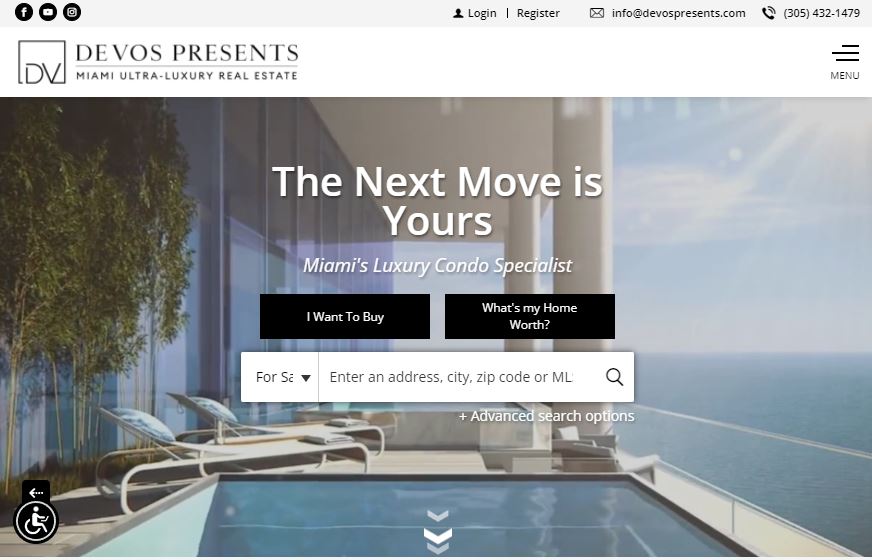 Login | Register
info@devospresents.com
(305) 432-1479
DEVOS PRESENTS
MIAMI ULTRA-LUXURY REAL ESTATE
DV
MENU
The Next Move is
Yours
Miami's Luxury Condo Specialist
I Want To Buy
What's my Home
Worth?
For Sa
Enter an address, city, zip code or ML
+ Advanced search options